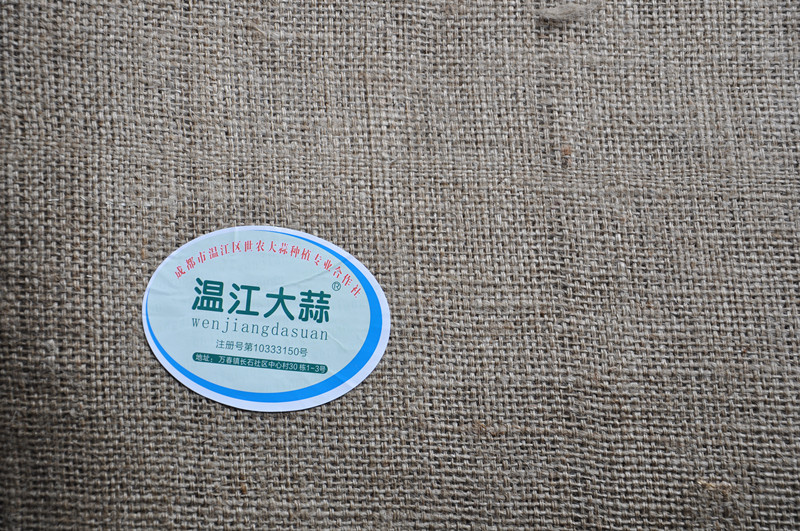 成都市温江区世农大蒜种植专业合作社
温江大蒜®
wenjiangdasuan
注册号第10333150号
地址：万春镇长石社区中心村30栋1-3号